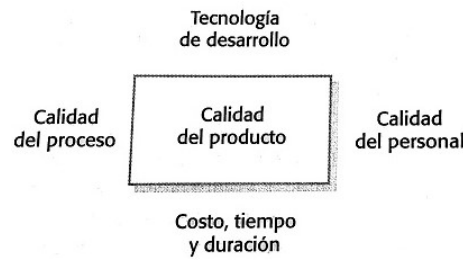 Tecnología
de desarrollo
Calidad
del proceso
Calidad
del producto
Calidad
del personal
Costo, tiempo
y duración